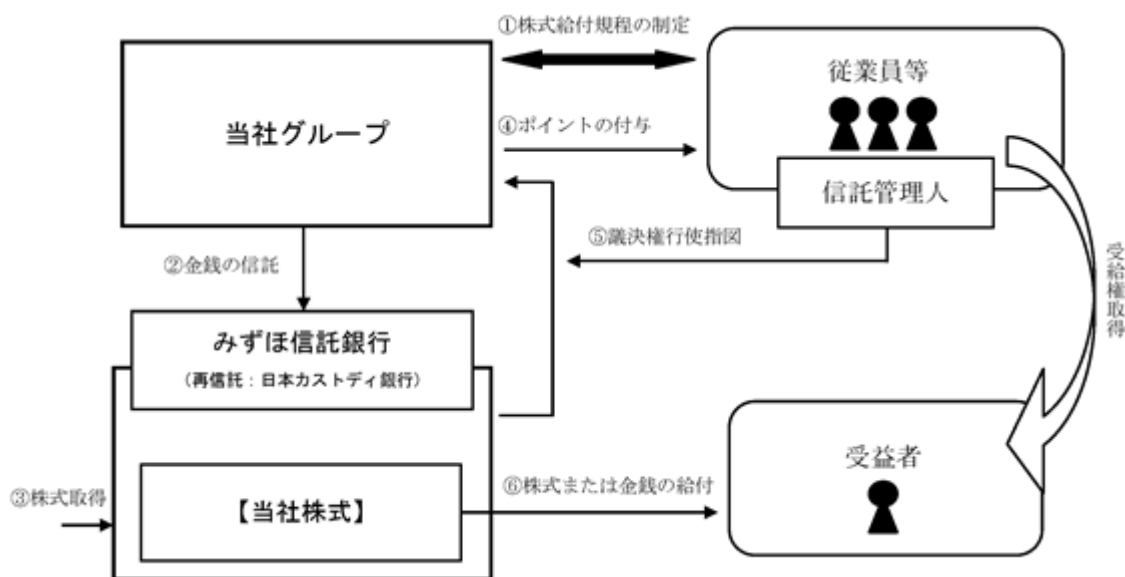 ①株式給付規程の制定
従業員等
当社グループ
④ポイントの付与
信託管理人
⑤議決権行使指図
②金銭の信託
受給権取得
みずほ信託銀行
(再信託:日本カストディ銀行)
受益者
③株式取得
【当社株式】
⑥株式または金銭の給付